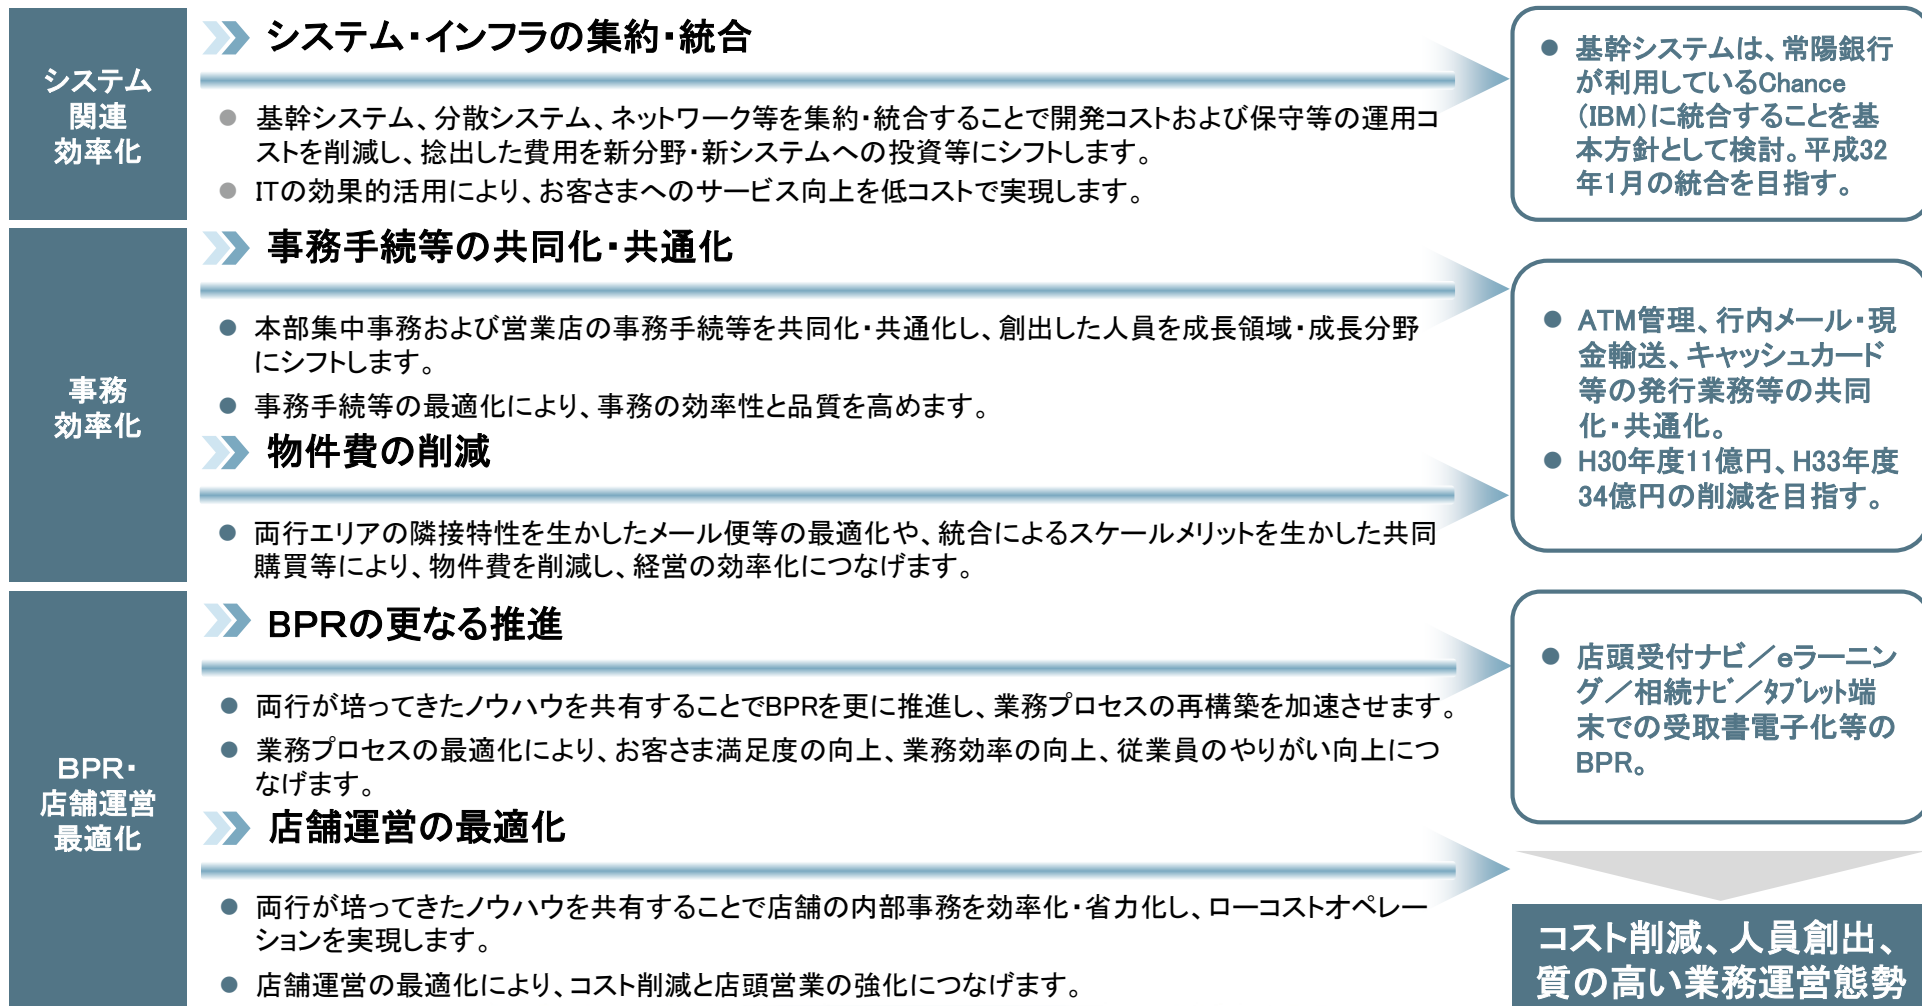 システム
関連
効率化
システム・インフラの集約・統合
● 基幹システム、分散システム、ネットワーク等を集約・統合することで開発コストおよび保守等の運用コ
ストを削減し、捻出した費用を新分野・新システムへの投資等にシフトします。
● ITの効果的活用により、お客さまへのサービス向上を低コストで実現します。
● 基幹システムは、常陽銀行
が利用しているChance
(IBM)に統合することを基
本方針として検討。平成32
年1月の統合を目指す。
事務
効率化
事務手続等の共同化・共通化
● 本部集中事務および営業店の事務手続等を共同化・共通化し、創出した人員を成長領域・成長分野
にシフトします。
● 事務手続等の最適化により、事務の効率性と品質を高めます。
物件費の削減
● 両行エリアの隣接特性を生かしたメール便等の最適化や、統合によるスケールメリットを生かした共同
購買等により、物件費を削減し、経営の効率化につなげます。
● ATM管理、行内メール・現
金輸送、キャッシュカード
等の発行業務等の共同
化・共通化。
● H30年度11億円、H33年度
34億円の削減を目指す。
BPR・
店舗運営
最適化
BPRの更なる推進
● 両行が培ってきたノウハウを共有することでBPRを更に推進し、業務プロセスの再構築を加速させます。
● 業務プロセスの最適化により、お客さま満足度の向上、業務効率の向上、従業員のやりがい向上につ
なげます。
店舗運営の最適化
● 両行が培ってきたノウハウを共有することで店舗の内部事務を効率化・省力化し、ローコストオペレー
ションを実現します。
● 店舗運営の最適化により、コスト削減と店頭営業の強化につなげます。
● 店頭受付ナビ／eラーニン
グ／相続ﾅﾋﾞ／ﾀﾌﾞﾚｯﾄ端
末での受取書電子化等の
BPR。
コスト削減、人員創出、
質の高い業務運営態勢